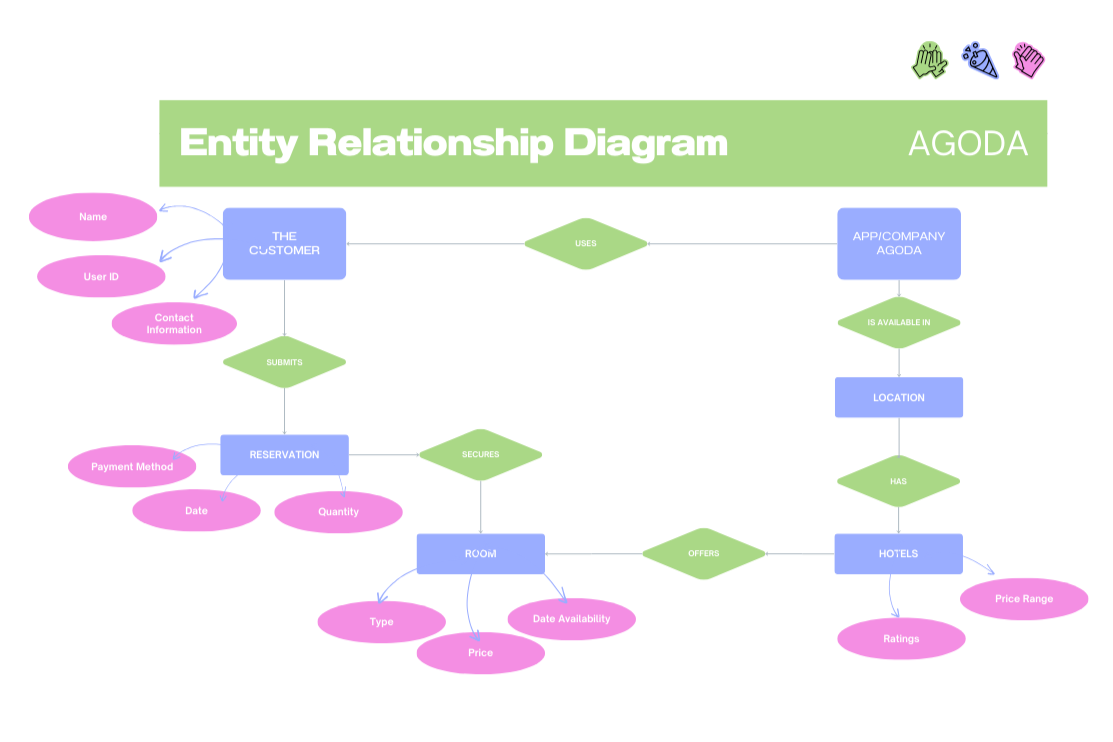 Entity Relationship Diagram
AGODA
Name
THE
CUSTOMER
USES
APP/COMPANY
AGODA
User ID
Contact
Information
IS AVAILABLE IN
SUBMITS
LOCATION
RESERVATION
SECURES
Payment Method
HAS
Date
Quantity
ROOM
OFFERS
HOTELS
Price Range
Type
Date Availability
Ratings
Price